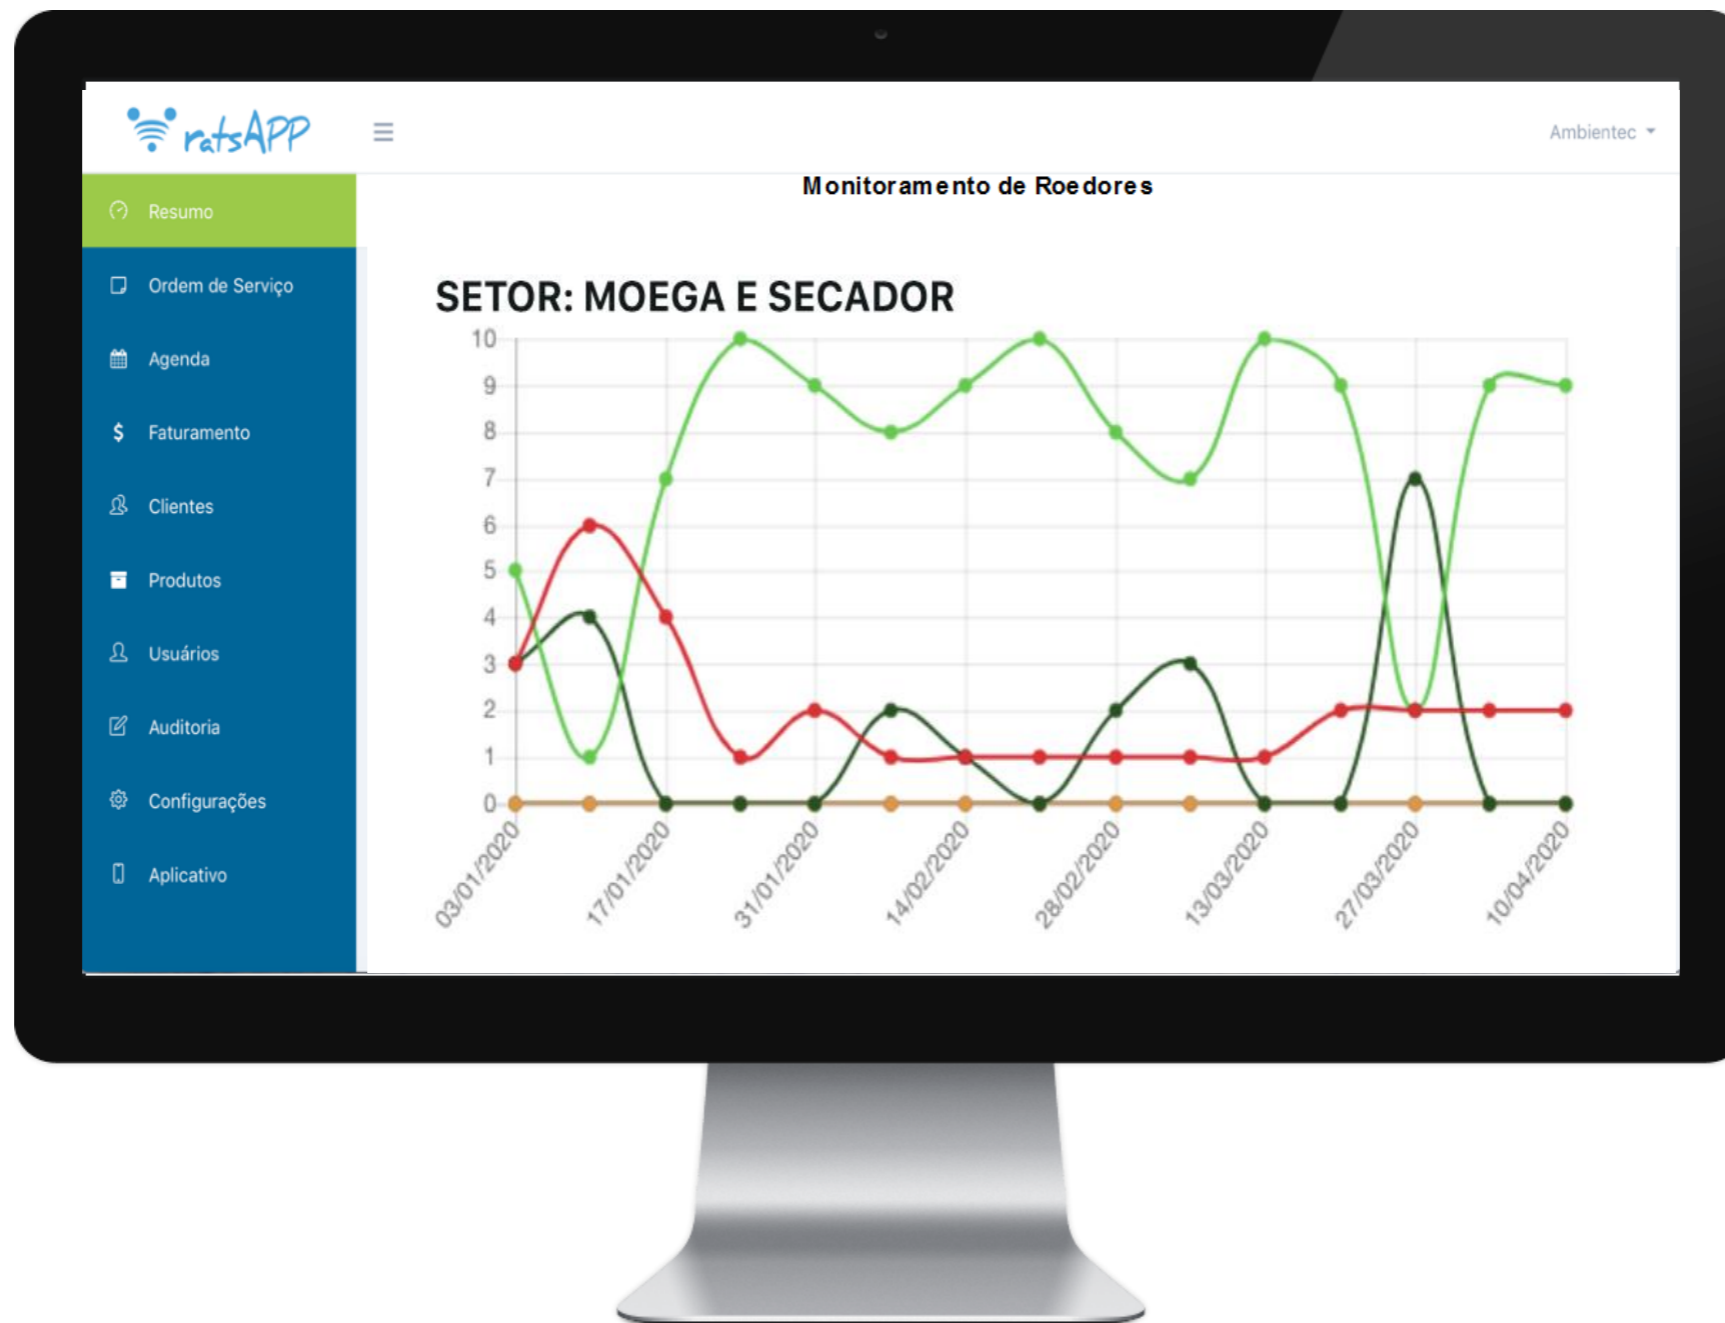 ratsAPP
Ambientec
Monitoramento de Roedores
Resumo
Ordem de Serviço
Agenda
Faturamento
Clientes
Produtos
Usuários
Auditoria
Configurações
Aplicativo
SETOR: MOEGA E SECADOR
10
9
8
7
6
5
4
3
2
1
0
03/01/2020
17/01/2020
31/01/2020
14/02/2020
28/02/2020
13/03/2020
27/03/2020
10/04/2020